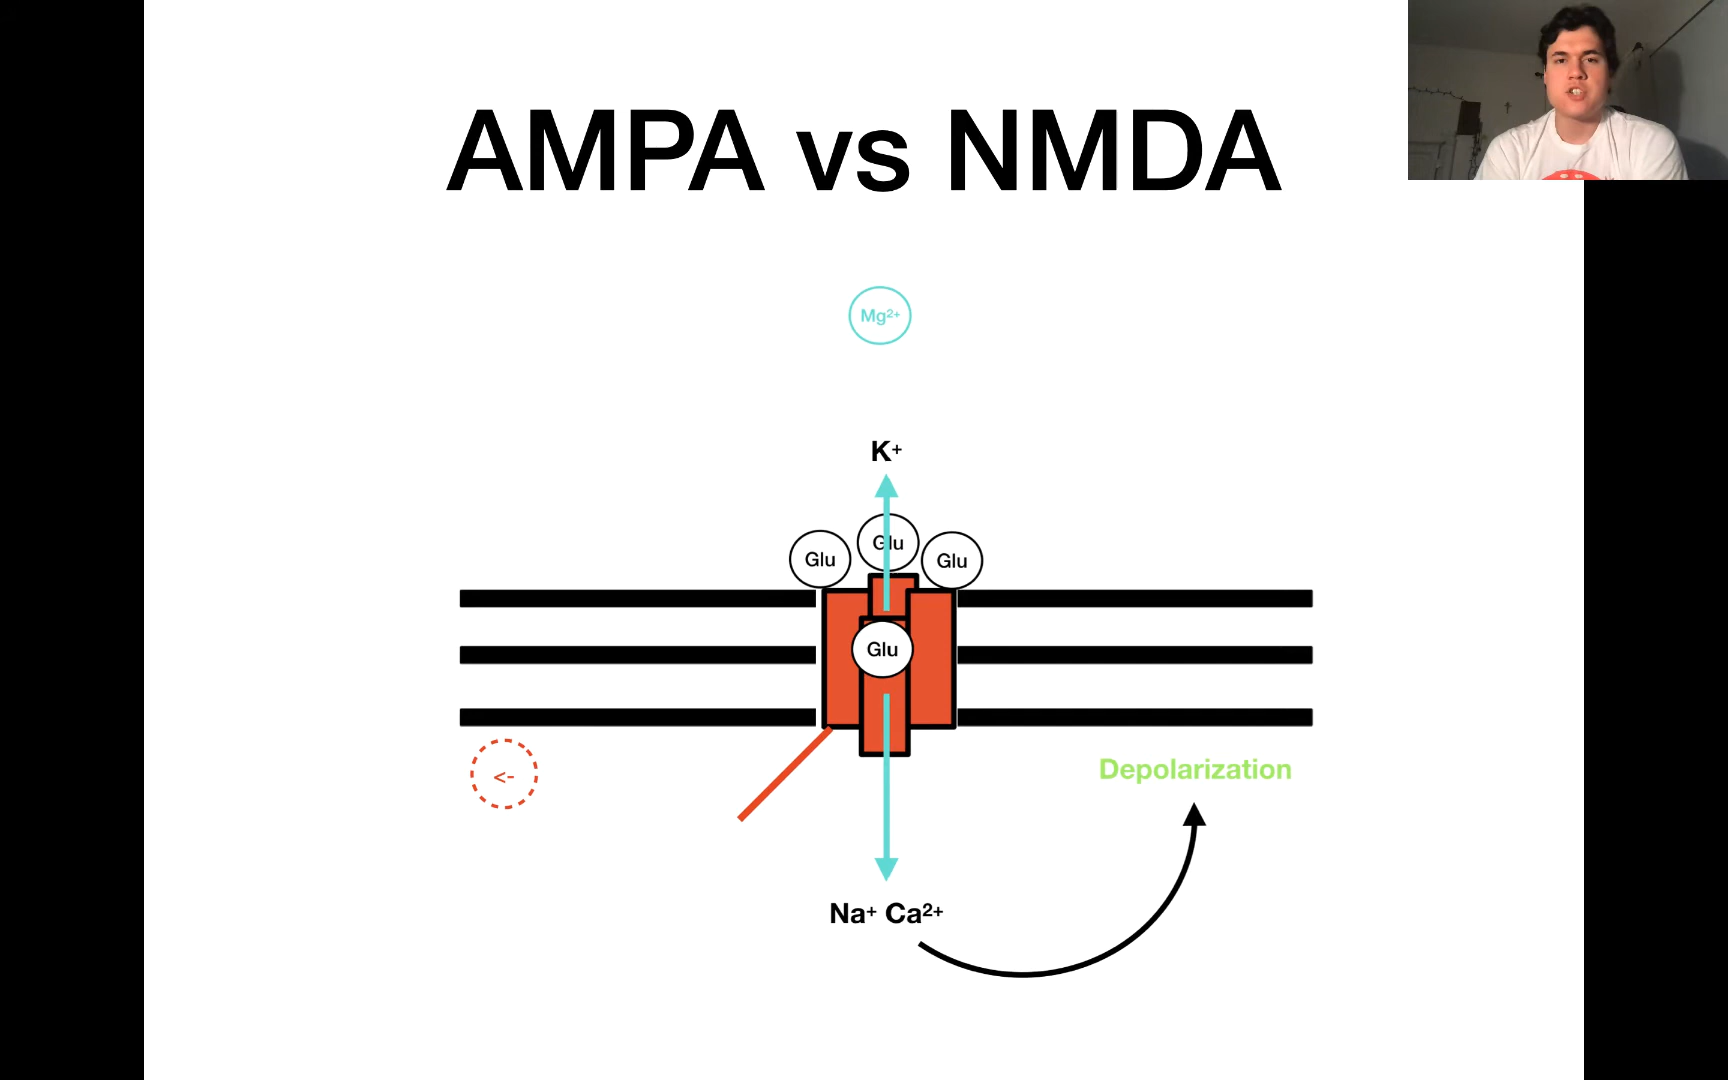 AMPA vs NMDA
Mg²⁺
K⁺
Glu
Glu
Glu
Glu
<-
Depolarization
Na⁺ Ca²⁺